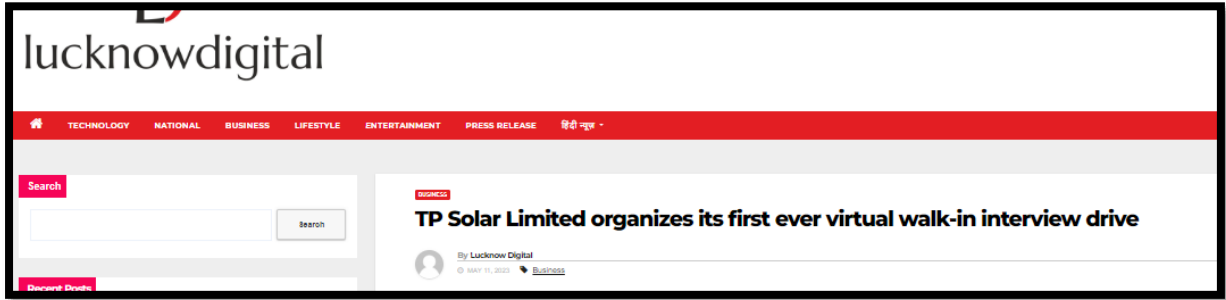 lucknowdigital
TECHNOLOGY NATIONAL BUSINESS LIFESTYLE ENTERTAINMENT PRESS RELEASE हिंदी न्यूज़
Search
Search
Recent Posts
BUSINESS
TP Solar Limited organizes its first ever virtual walk-in interview drive
By Lucknow Digital
MAY 11, 2023 Business